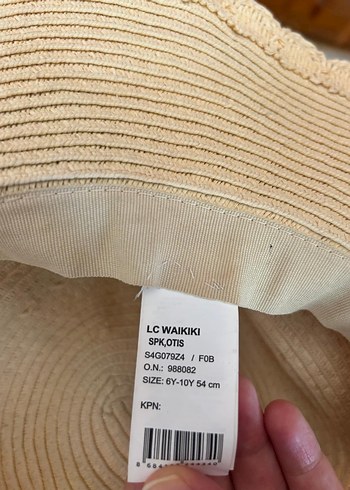 LC WAIKIKI
SPK,OTIS
S4G079Z4 / F0B
O.N.: 988082
SIZE: 6Y-10Y 54 cm
KPN: